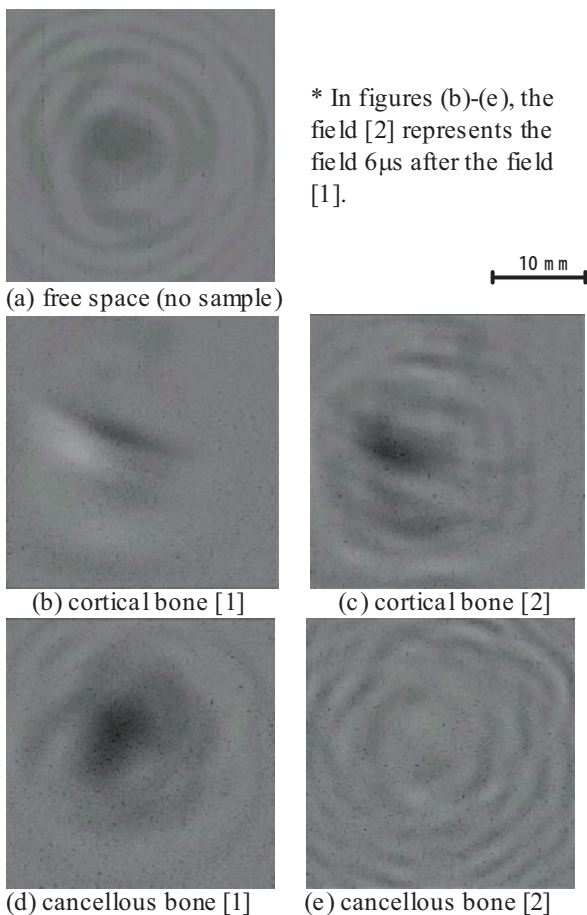 * In figures (b)-(e), the
field [2] represents the
field 6μs after the field
[1].
10 mm
(a) free space (no sample)
(b) cortical bone [1]
(c) cortical bone [2]
(d) cancellous bone [1]
(e) cancellous bone [2]